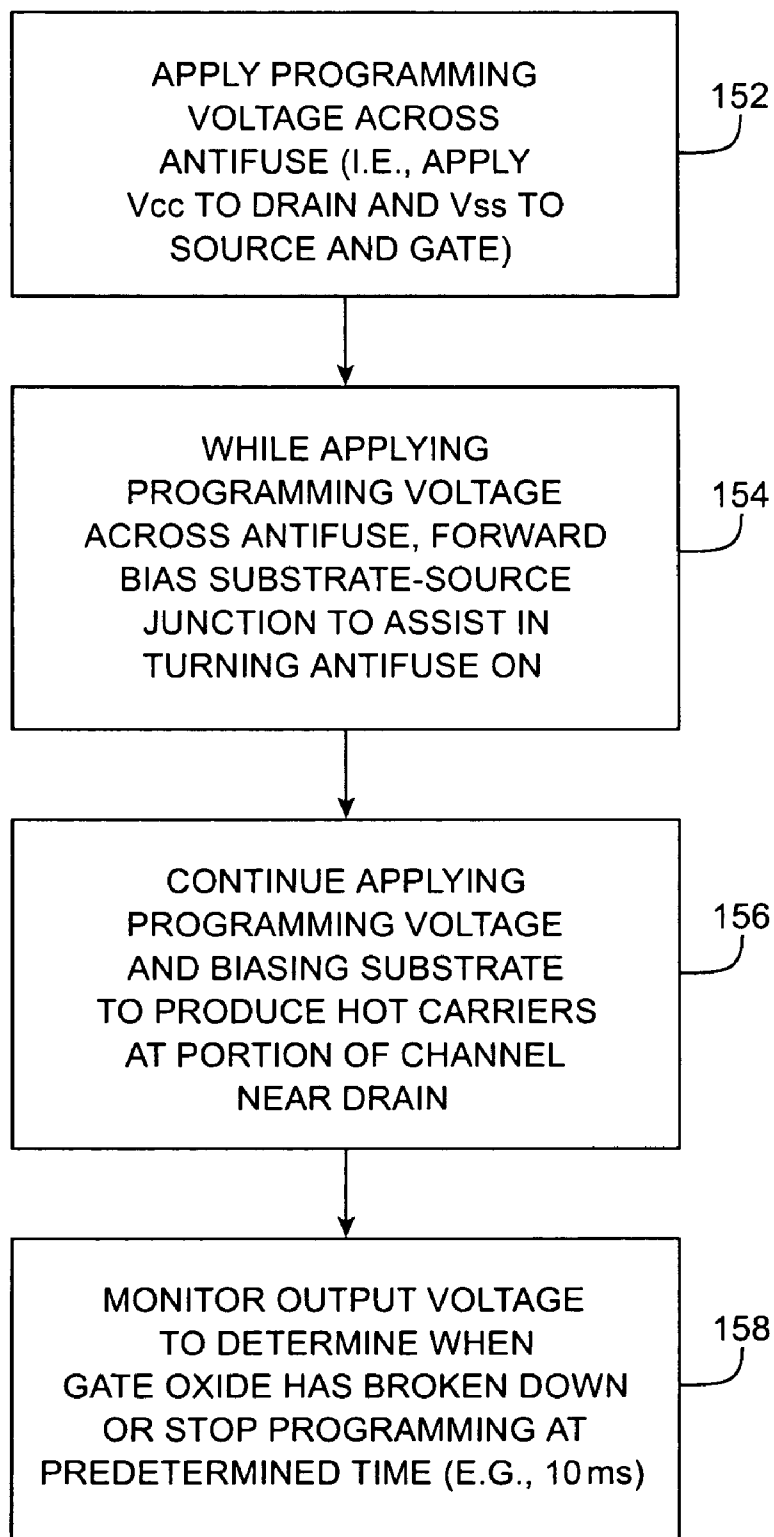 APPLY PROGRAMMING
VOLTAGE ACROSS
ANTIFUSE (I.E., APPLY
Vcc TO DRAIN AND Vss TO
SOURCE AND GATE)
152
WHILE APPLYING
PROGRAMMING VOLTAGE
ACROSS ANTIFUSE, FORWARD
BIAS SUBSTRATE-SOURCE
JUNCTION TO ASSIST IN
TURNING ANTIFUSE ON
154
CONTINUE APPLYING
PROGRAMMING VOLTAGE
AND BIASING SUBSTRATE
TO PRODUCE HOT CARRIERS
AT PORTION OF CHANNEL
NEAR DRAIN
156
MONITOR OUTPUT VOLTAGE
TO DETERMINE WHEN
GATE OXIDE HAS BROKEN DOWN
OR STOP PROGRAMMING AT
PREDETERMINED TIME (E.G., 10 ms)
158